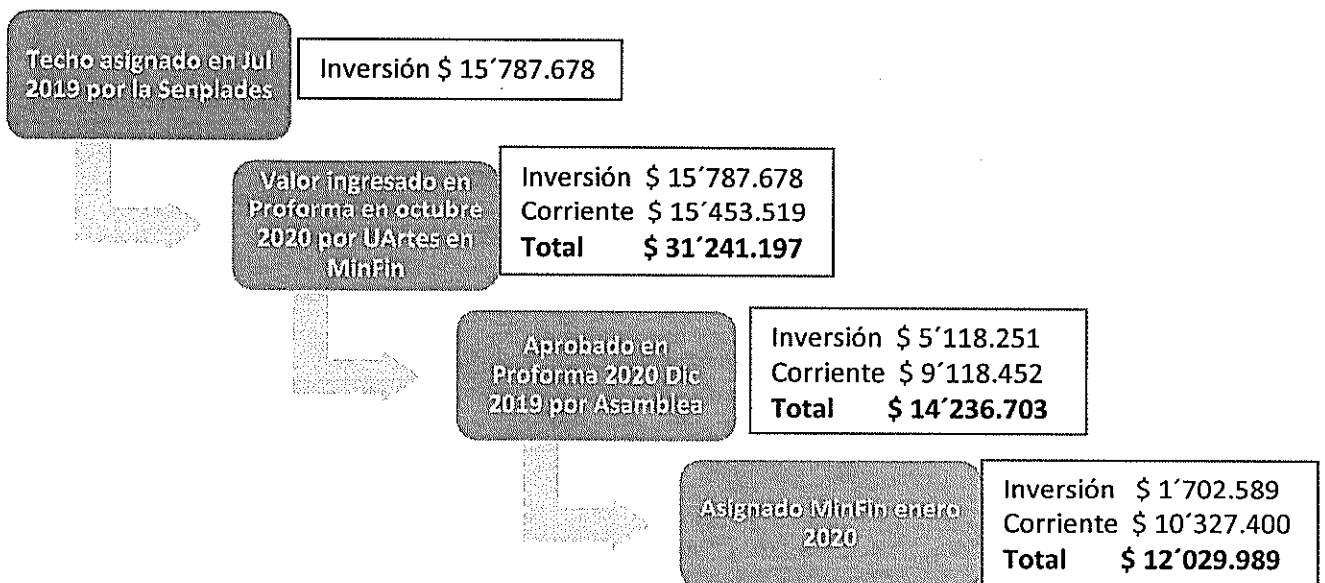 Techo asignado en Jul
2019 por la Senplades
Inversión $ 15´787.678
Valor ingresado en
Proforma en octubre
2020 por UArtes en
MinFin
Inversión $ 15´787.678
Corriente $ 15´453.519
Total $ 31´241.197
Aprobado en
Proforma 2020 Dic
2019 por Asamblea
Inversión $ 5´118.251
Corriente $ 9´118.452
Total $ 14´236.703
Asignado MinFin enero
2020
Inversión $ 1´702.589
Corriente $ 10´327.400
Total $ 12´029.989